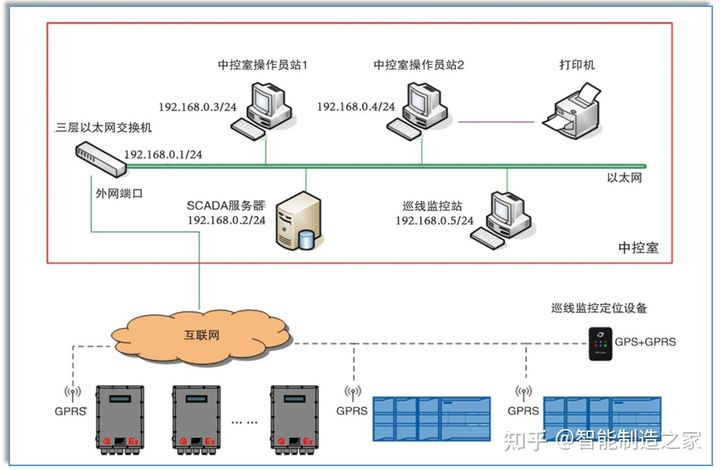 中控室操作员站1
中控室操作员站2
打印机
192.168.0.3/24
192.168.0.4/24
三层以太网交换机
192.168.0.1/24
以太网
外网端口
SCADA服务器
192.168.0.2/24
巡线监控站
192.168.0.5/24
中控室
巡线监控定位设备
互联网
GPS+GPRS
GPRS
... ...
GPRS
GPRS
Ex
Ex
Ex
知乎 @智能制造之家